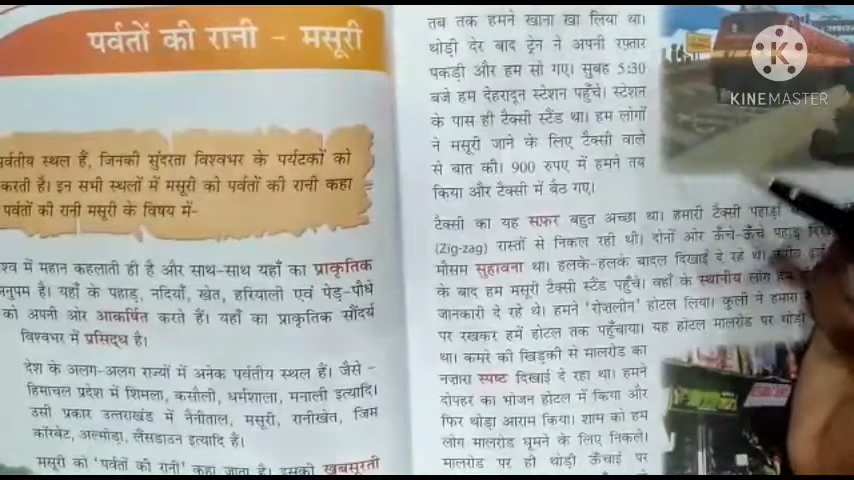 पर्वतों की रानी - मसूरी
पर्वतीय स्थल हैं, जिनकी सुंदरता विश्वभर के पर्यटकों को
करती है। इन सभी स्थलों में मसूरी को पर्वतों की रानी कहा
पर्वतों की रानी मसूरी के विषय में-
में महान कहलाती ही है और साथ-साथ यहाँ का प्राकृतिक
है। यहाँ के पहाड़, नदियाँ, खेत, हरियाली एवं पेड़-पौधे
को अपनी ओर आकर्षित करते हैं। यहाँ का प्राकृतिक सौंदर्य
विश्वभर में प्रसिद्ध है।
देश के अलग-अलग राज्यों में अनेक पर्वतीय स्थल हैं। जैसे -
हिमाचल प्रदेश में शिमला, कसौली, धर्मशाला, मनाली इत्यादि।
उसी प्रकार उत्तराखंड में नैनीताल, मसूरी, रानीखेत, जिम
कॉरबेट, अल्मोड़ा, लैंसडाउन इत्यादि हैं।
मसूरी को 'पर्वतों की रानी' कहा जाता है। इसकी खूबसूरती
तब तक हमने खाना खा लिया था।
थोड़ी देर बाद ट्रेन ने अपनी रफ़्तार
पकड़ी और हम सो गए। सुबह 5:30
बजे हम देहरादून स्टेशन पहुँचे। स्टेशन
के पास ही टैक्सी स्टैंड था। हम लोगों
ने मसूरी जाने के लिए टैक्सी वाले
से बात की। 900 रुपए में हमने तय
किया और टैक्सी में बैठ गए।
टैक्सी का यह सफ़र बहुत अच्छा था। हमारी टैक्सी पहाड़ों
(Zig-zag) रास्तों से निकल रही थी। दोनों ओर ऊँचे-ऊँचे पहाड़
मौसम सुहावना था। हलके-हलके बादल दिखाई दे रहे थे।
के बाद हम मसूरी टैक्सी स्टैंड पहुँचे। वहाँ के स्थानीय लोग हमें
जानकारी दे रहे थे। हमने 'रोज़लीन' होटल लिया। कुली ने हमारा
पर रखकर हमें होटल तक पहुँचाया। यह होटल मालरोड पर थोड़ी
था। कमरे की खिड़की से मालरोड का
नज़ारा स्पष्ट दिखाई दे रहा था। हमने
दोपहर का भोजन होटल में किया और
फिर थोड़ा आराम किया। शाम को हम
लोग मालरोड घूमने के लिए निकले।
मालरोड पर ही थोड़ी ऊँचाई पर
KINEMASTER